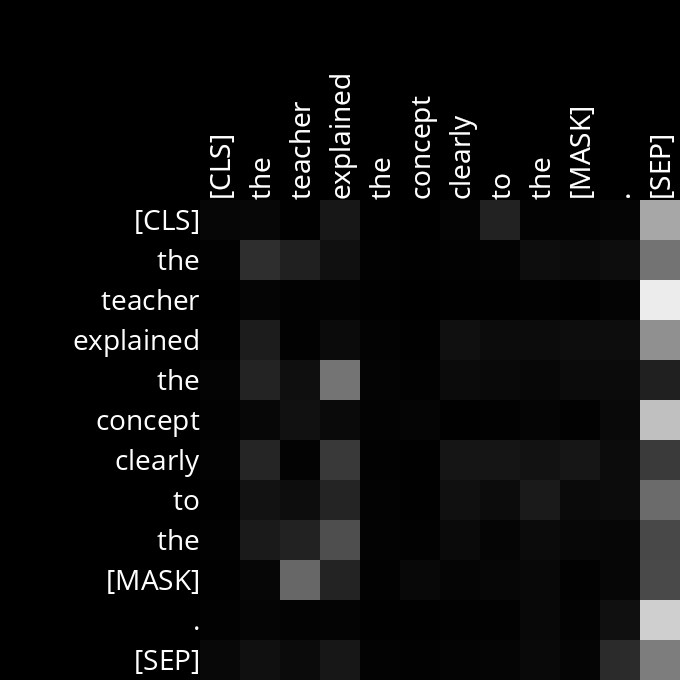 [CLS]
the
teacher
explained
the
concept
clearly
to
the
[MASK]
.
[SEP]
[CLS]
the
teacher
explained
the
concept
clearly
to
the
[MASK]
.
[SEP]